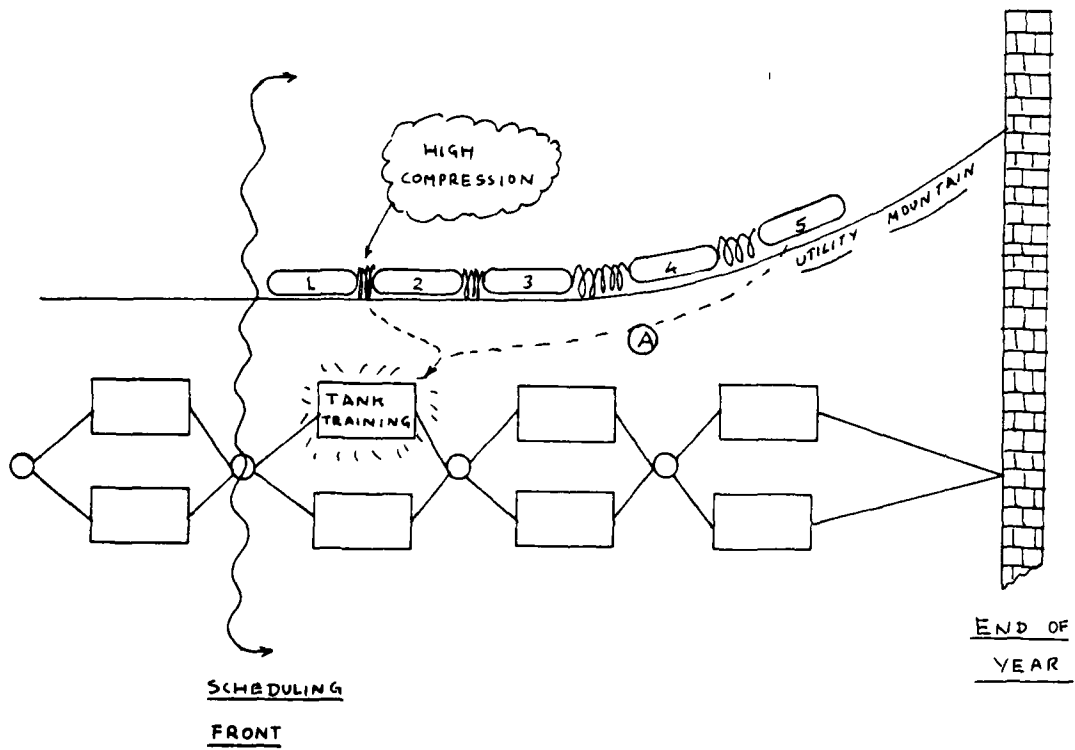 HIGH
COMPRESSION
1 2 3 4 5
UTILITY MOUNTAIN
A
TANK
TRAINING
END OF
YEAR
SCHEDULING
FRONT